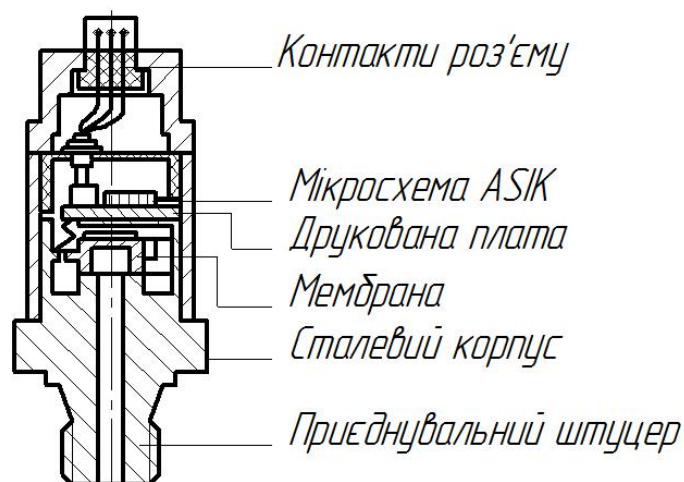 Контакти роз'єму
Мікросхема ASIK
Друкована плата
Мембрана
Сталевий корпус
Приєднувальний штуцер